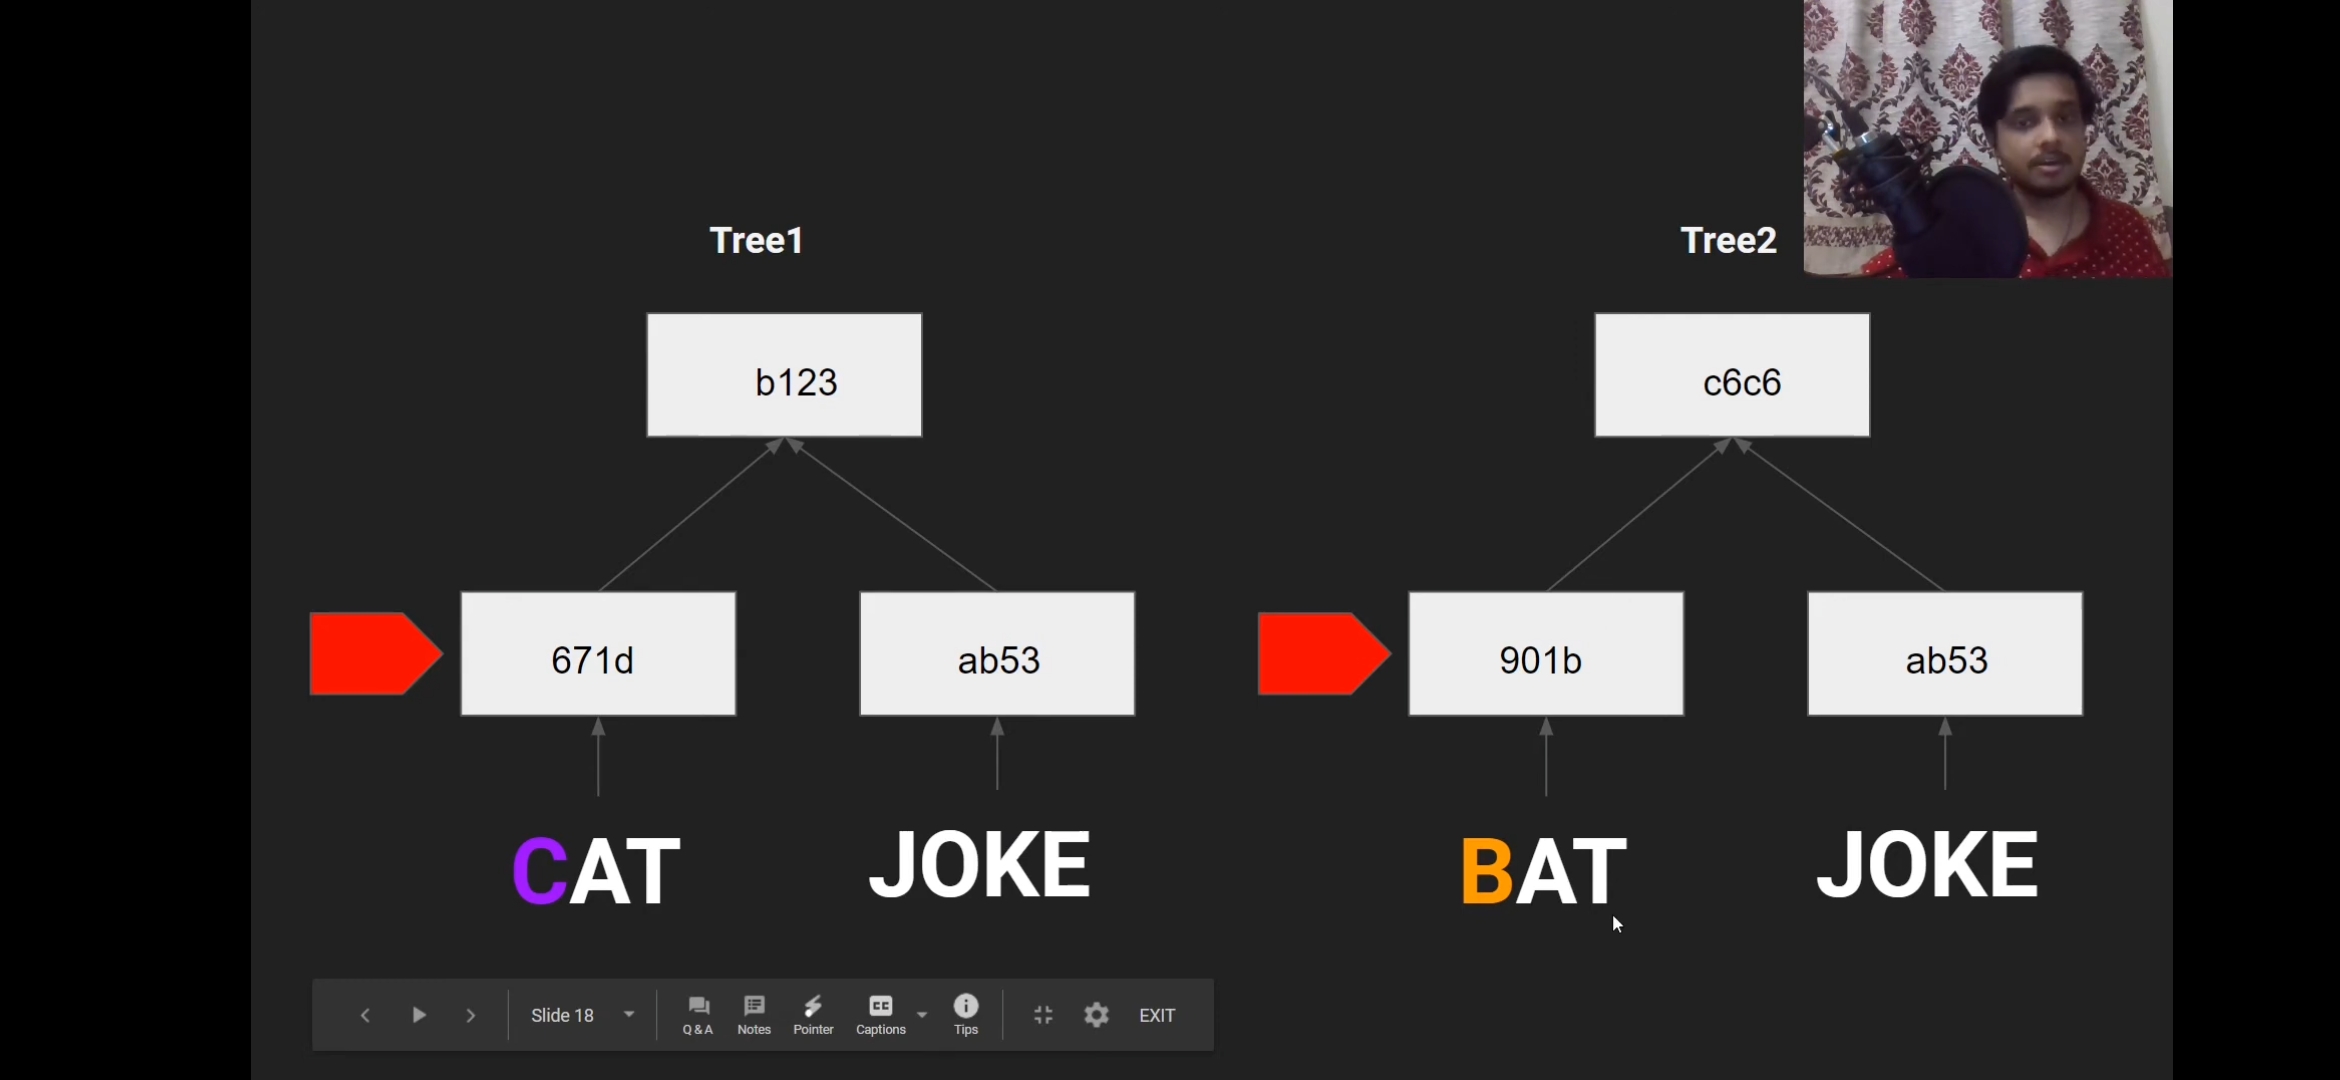 Tree1
Tree2
b123
c6c6
671d
ab53
901b
ab53
CAT
JOKE
BAT
JOKE
Slide 18
Q & A
Notes
Pointer
CC
Captions
Tips
EXIT